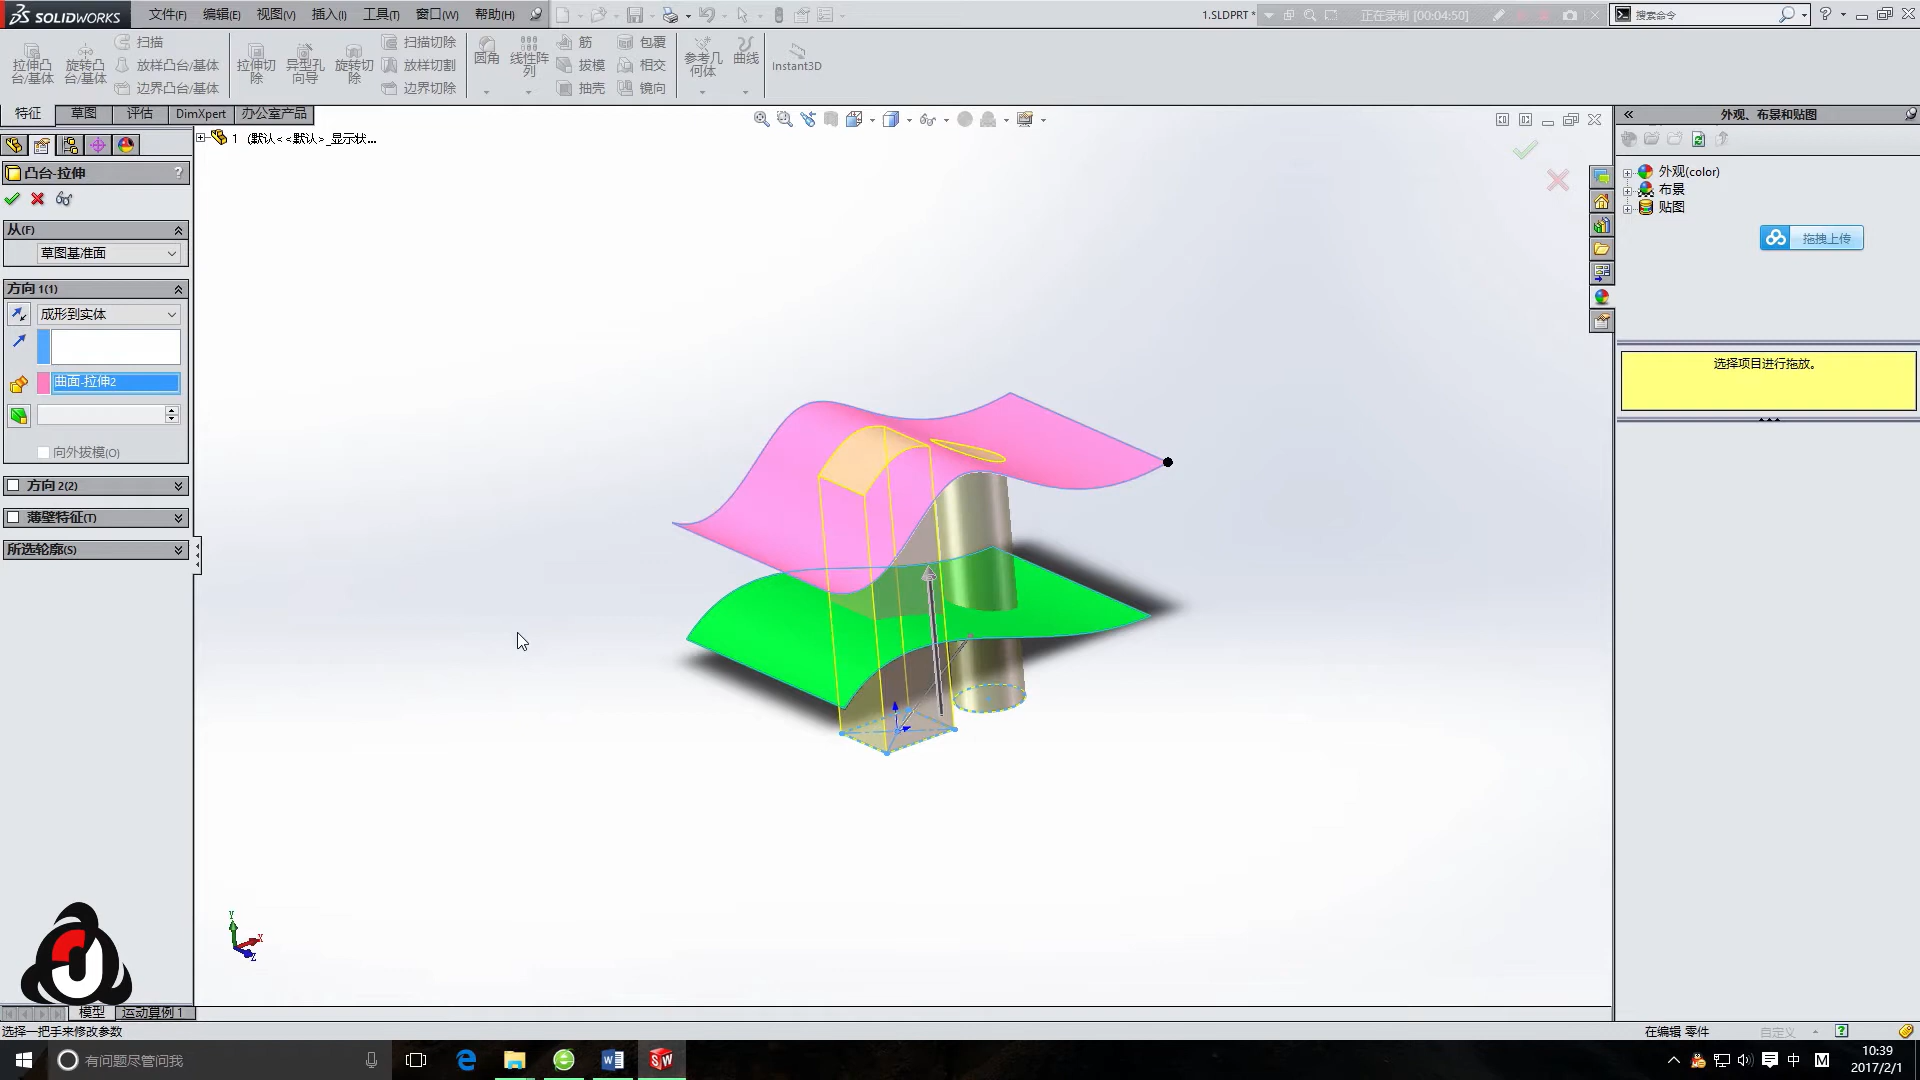 SOLIDWORKS 文件(F) 编辑(E) 视图(V) 插入(I) 工具(T) 窗口(W) 帮助(H) 1.SLDPRT * 正在录制 [00:04:50] 搜索命令
拉伸凸台/基体 旋转凸台/基体 扫描 放样凸台/基体 边界凸台/基体 拉伸切除 异型孔向导 旋转切除 扫描切除 放样切割 边界切除 圆角 线性阵列 筋 拔模 抽壳 包覆 相交 镜向 参考几何体 曲线 Instant3D
特征 草图 评估 DimXpert 办公室产品
外观、布景和贴图
1 (默认<<默认>_显示状...
凸台-拉伸 ?
从(F)
草图基准面
方向 1(1)
成形到实体
曲面-拉伸2
向外拔模(O)
方向 2(2)
薄壁特征(T)
所选轮廓(S)
外观(color)
布景
贴图
拖拽上传
选择项目进行拖放。
Y
X
Z
模型 运动算例 1
选择一把手来修改参数
在编辑 零件 自定义
有问题尽管问我
中 M
10:39
2017/2/1